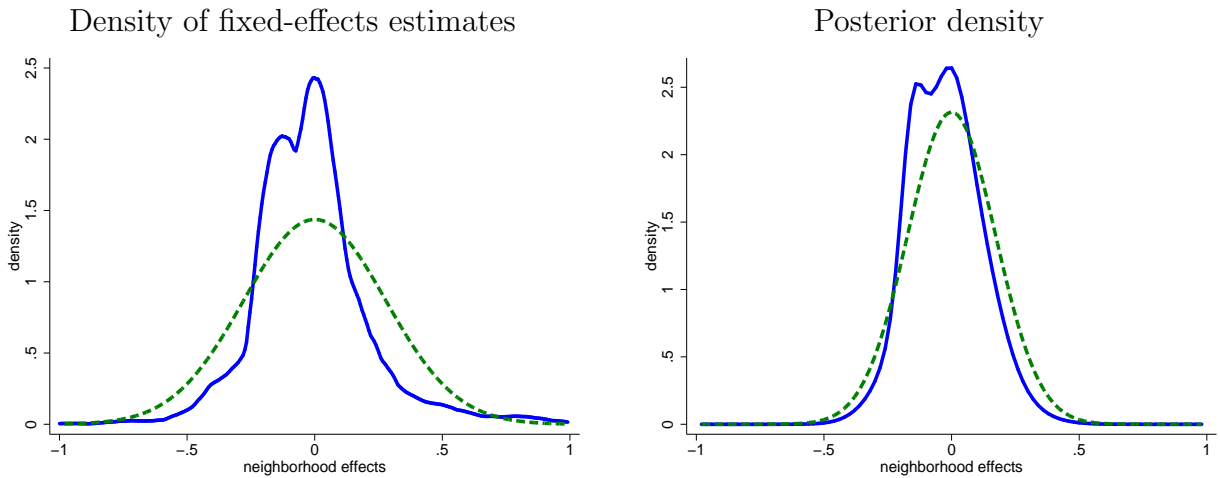 Density of fixed-effects estimates
density
0 .5 1 1.5 2 2.5
−1 −.5 0 .5 1
neighborhood effects
Posterior density
density
0 .5 1 1.5 2 2.5
−1 −.5 0 .5 1
neighborhood effects